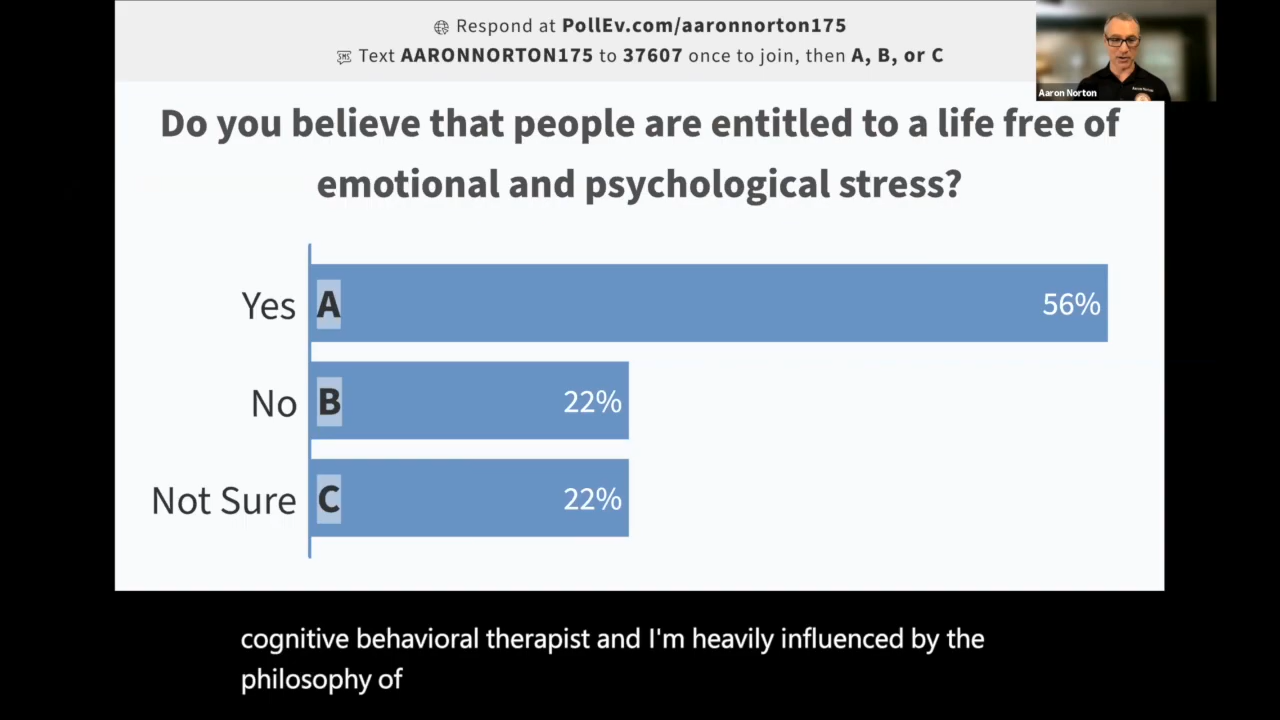 Respond at PollEv.com/aaronnorton175
Text AARONNORTON175 to 37607 once to join, then A, B, or C
Aaron Norton
Do you believe that people are entitled to a life free of
emotional and psychological stress?
Yes A 56%
No B 22%
Not Sure C 22%
cognitive behavioral therapist and I'm heavily influenced by the
philosophy of